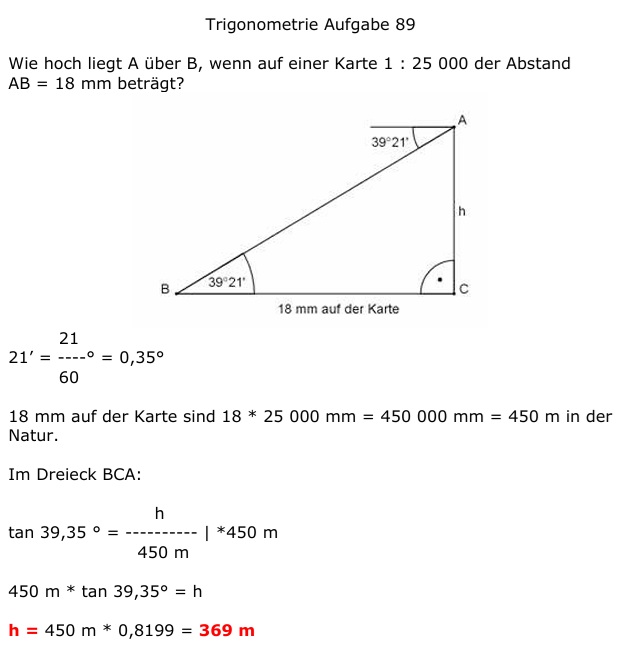 Trigonometrie Aufgabe 89
Wie hoch liegt A über B, wenn auf einer Karte 1 : 25 000 der Abstand
AB = 18 mm beträgt?
A
39°21'
h
B
39°21'
C
18 mm auf der Karte
21
21′ = ----° = 0,35°
60
18 mm auf der Karte sind 18 * 25 000 mm = 450 000 mm = 450 m in der
Natur.
Im Dreieck BCA:
h
tan 39,35 ° = ---------- | *450 m
450 m
450 m * tan 39,35° = h
h = 450 m * 0,8199 = 369 m